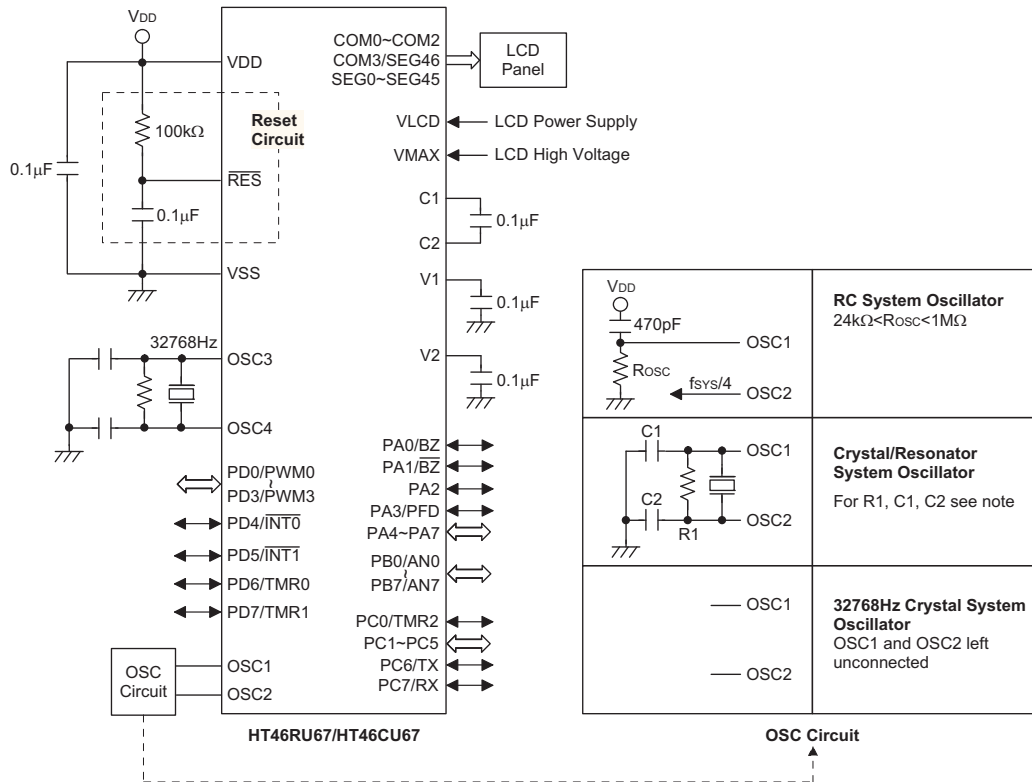 VDD
VDD
Reset
Circuit
100kΩ
0.1μF
RES
0.1μF
VSS
32768Hz
OSC3
OSC4
PD0/PWM0
~
PD3/PWM3
PD4/INT0
PD5/INT1
PD6/TMR0
PD7/TMR1
OSC
Circuit
OSC1
OSC2
COM0~COM2
COM3/SEG46
SEG0~SEG45
LCD
Panel
VLCD
LCD Power Supply
VMAX
LCD High Voltage
C1
0.1μF
C2
V1
0.1μF
V2
0.1μF
PA0/BZ
PA1/BZ
PA2
PA3/PFD
PA4~PA7
PB0/AN0
~
PB7/AN7
PC0/TMR2
PC1~PC5
PC6/TX
PC7/RX
HT46RU67/HT46CU67
VDD
470pF
OSC1
ROSC
fSYS/4
OSC2
RC System Oscillator
24kΩ<ROSC<1MΩ
C1
OSC1
C2
R1
OSC2
Crystal/Resonator
System Oscillator
For R1, C1, C2 see note
OSC1
OSC2
32768Hz Crystal System
Oscillator
OSC1 and OSC2 left
unconnected
OSC Circuit